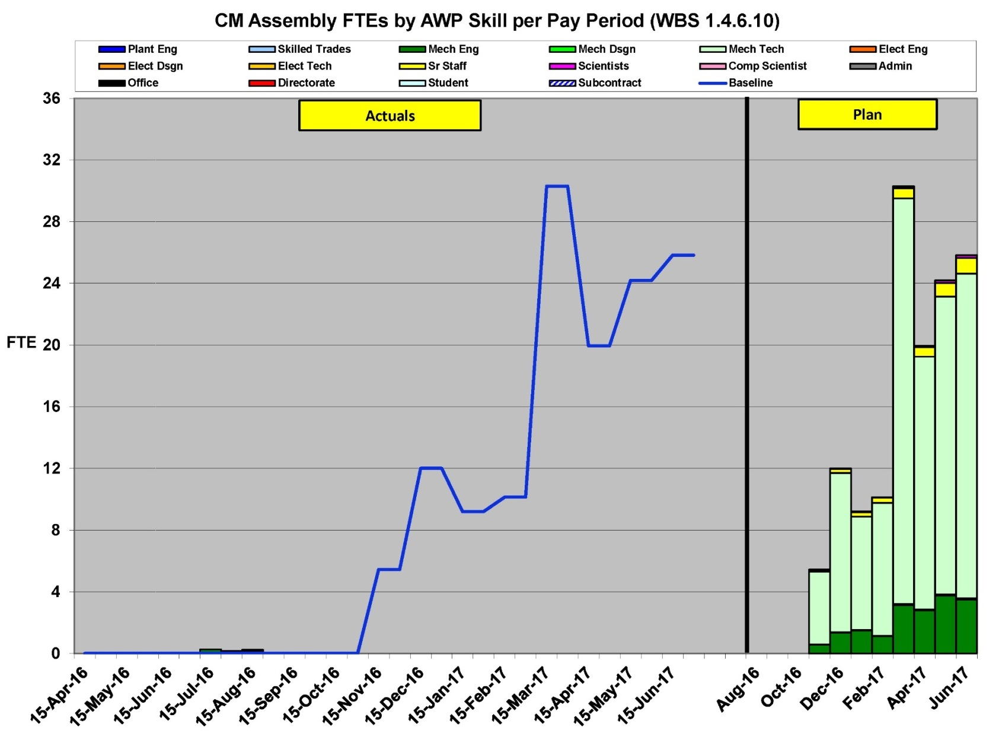 CM Assembly FTEs by AWP Skill per Pay Period (WBS 1.4.6.10)
Plant Eng Skilled Trades Mech Eng Mech Dsgn Mech Tech Elect Eng
Elect Dsgn Elect Tech Sr Staff Scientists Comp Scientist Admin
Office Directorate Student Subcontract Baseline
Actuals Plan
36
32
28
24
FTE 20
16
12
8
4
0
15-Apr-16 15-May-16 15-Jun-16 15-Jul-16 15-Aug-16 15-Sep-16 15-Oct-16 15-Nov-16 15-Dec-16 15-Jan-17 15-Feb-17 15-Mar-17 15-Apr-17 15-May-17 15-Jun-17 Aug-16 Oct-16 Dec-16 Feb-17 Apr-17 Jun-17